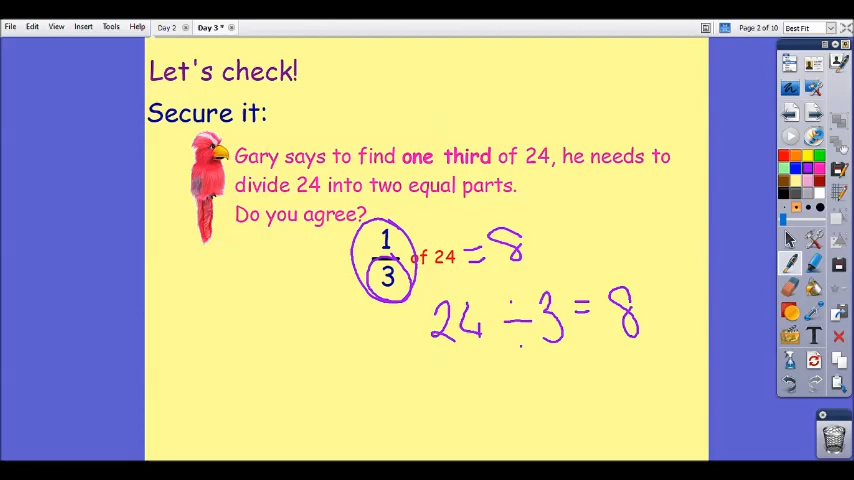 File Edit View Insert Tools Help Day 2 Day 3 * Page 2 of 10 Best Fit
Let's check!
Secure it:
Gary says to find one third of 24, he needs to
divide 24 into two equal parts.
Do you agree?
1
3
of 24 = 8
24 ÷ 3 = 8